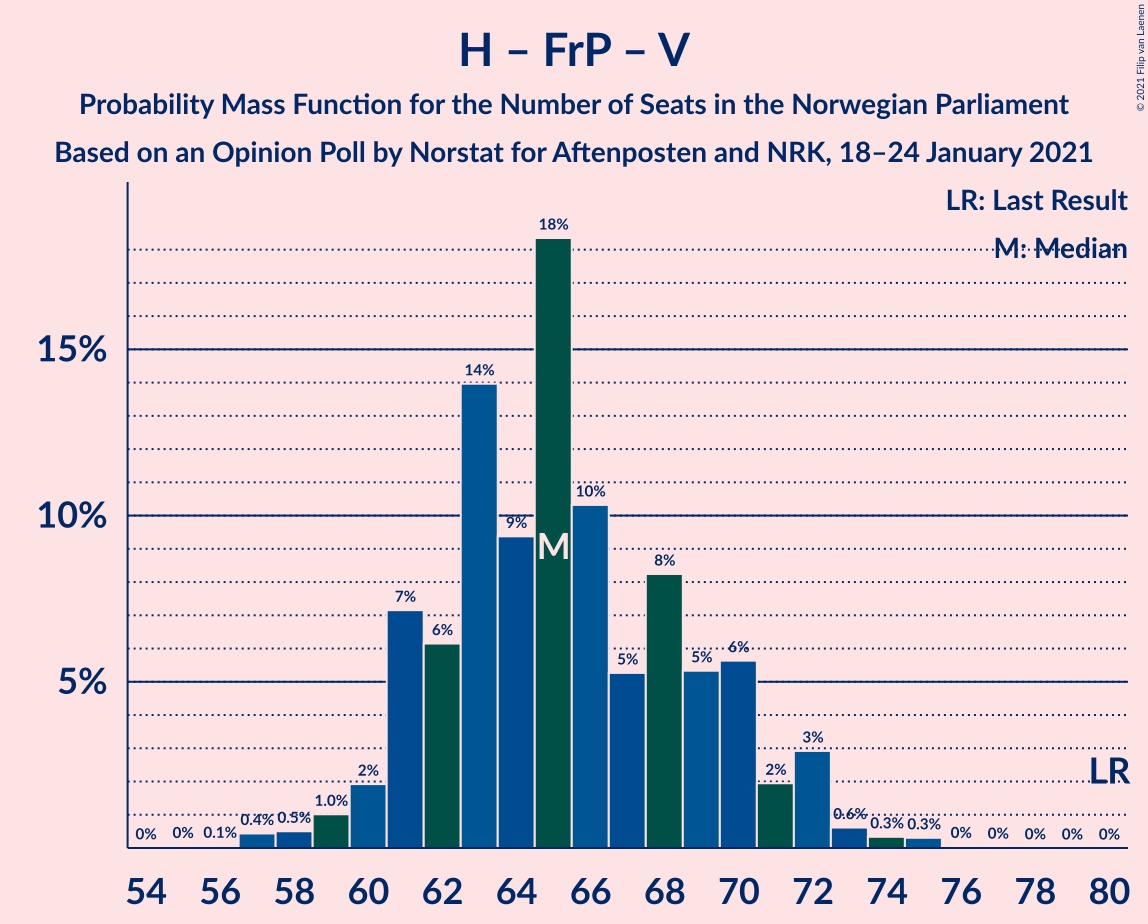 H – FrP – V
Probability Mass Function for the Number of Seats in the Norwegian Parliament
Based on an Opinion Poll by Norstat for Aftenposten and NRK, 18–24 January 2021
© 2021 Filip van Laenen
LR: Last Result
M: Median
15%
10%
5%
0% 0% 0.1% 0.4% 0.5% 1.0% 2% 7% 6% 14% 9% 18% 10% 5% 8% 5% 6% 2% 3% 0.6% 0.3% 0.3% 0% 0% 0% 0% 0%
M
LR
54 56 58 60 62 64 66 68 70 72 74 76 78 80